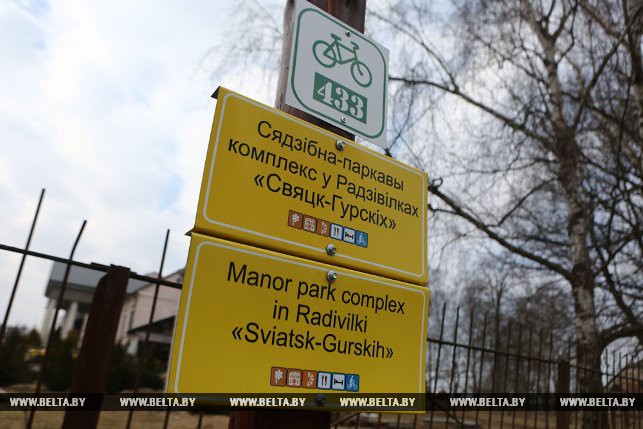 433
Сядзібна-паркавы
комплекс у Радзівілках
«Свяцк-Гурскіх»
Manor park complex
in Radivilki
«Sviatsk-Gurskih»
WWW.BELTA.BY WWW.BELTA.BY WWW.BELTA.BY WWW.BELTA.BY WWW.BELTA.BY WWW.BELTA.BY